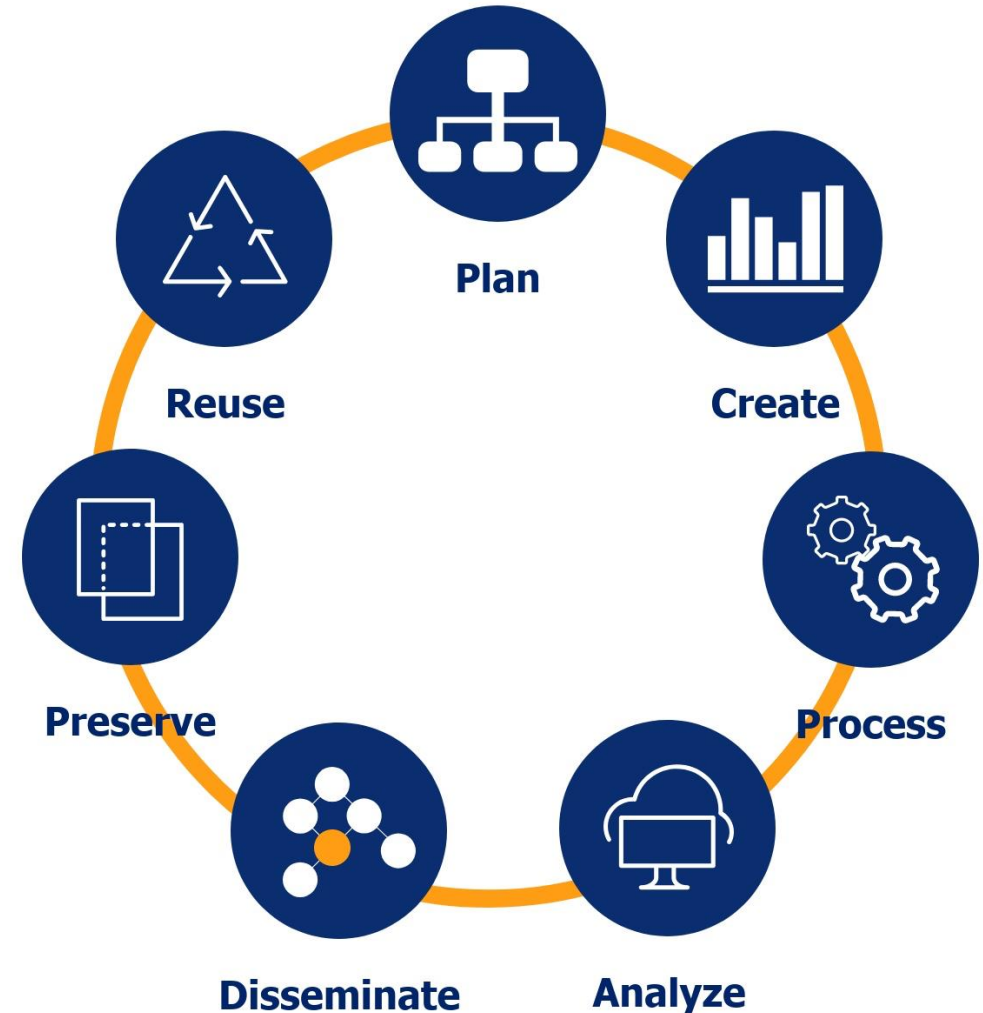 Plan
Create
Process
Analyze
Disseminate
Preserve
Reuse